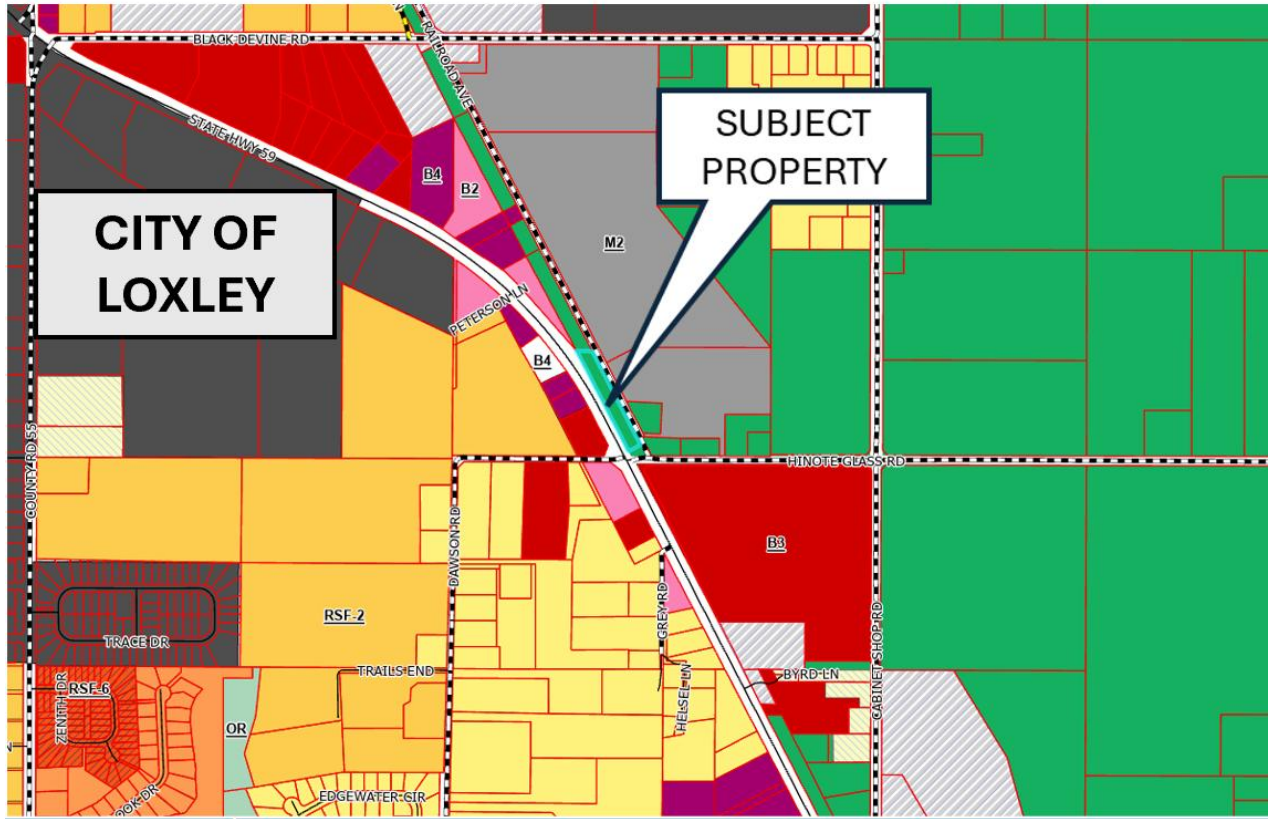 BLACK DEVINE RD
RAILROAD AVE
STATE HWY 59
SUBJECT
PROPERTY
CITY OF
LOXLEY
B4
B2
M2
PETERSON LN
B4
COUNTY RD 55
HINOTE GLASS RD
DAWSON RD
B3
RSF-2
GREY RD
CABINET SHOP RD
TRACE DR
TRAILS END
BYRD LN
RSF-6
ZENITH DR
HELSEL LN
OR
OOK DR
EDGEWATER CIR
N
N